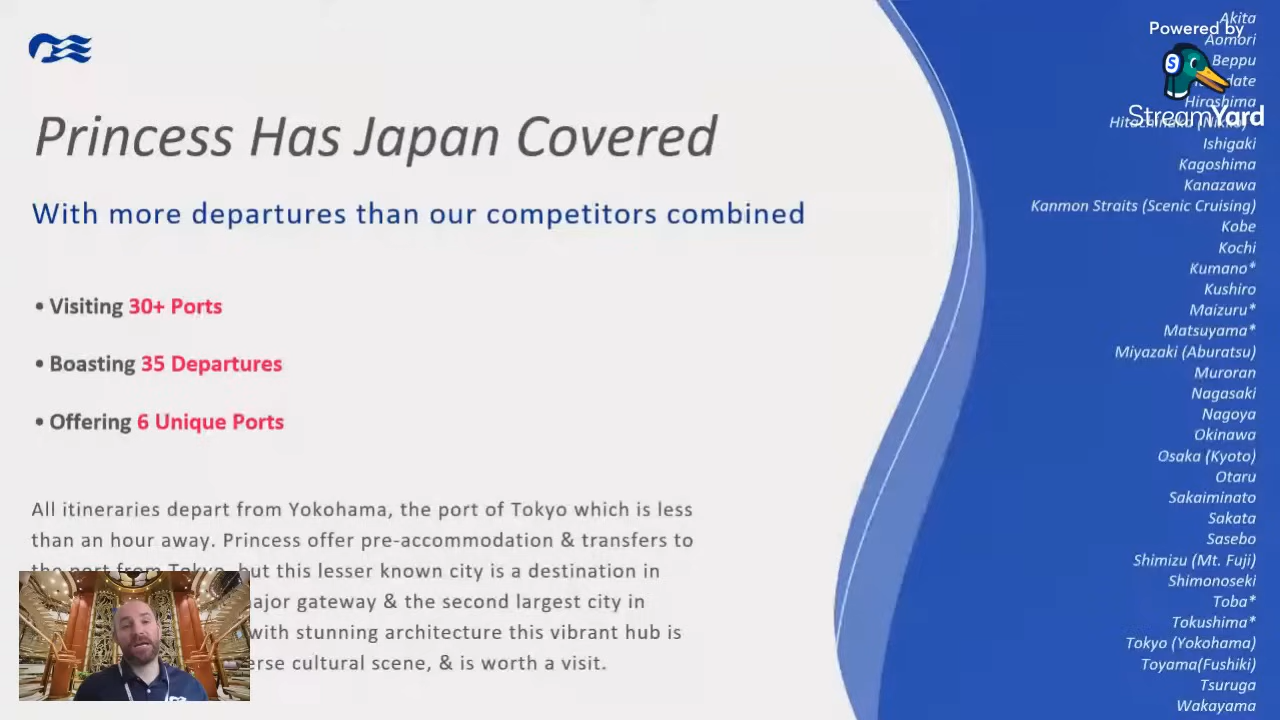 Princess Has Japan Covered
With more departures than our competitors combined
• Visiting 30+ Ports
• Boasting 35 Departures
• Offering 6 Unique Ports
All itineraries depart from Yokohama, the port of Tokyo which is less
than an hour away. Princess offer pre-accommodation & transfers to
the port from Tokyo, but this lesser known city is a destination in
gateway & the second largest city in
with stunning architecture this vibrant hub is
cultural scene, & is worth a visit.
Akita
Powered by
Aomori
Beppu
S
Hiroshima
StreamYard
Ishigaki
Kagoshima
Kanazawa
Kanmon Straits (Scenic Cruising)
Kobe
Kochi
Kumano*
Kushiro
Maizuru*
Matsuyama*
Miyazaki (Aburatsu)
Muroran
Nagasaki
Nagoya
Okinawa
Osaka (Kyoto)
Otaru
Sakaiminato
Sakata
Sasebo
Shimizu (Mt. Fuji)
Shimonoseki
Toba*
Tokushima*
Tokyo (Yokohama)
Toyama(Fushiki)
Tsuruga
Wakayama